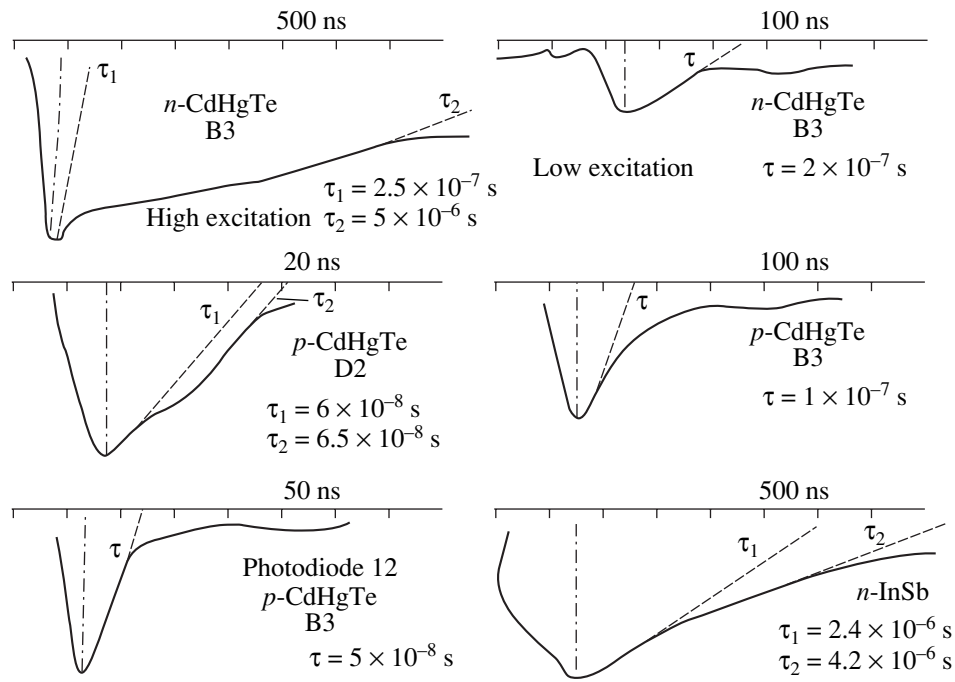 500 ns
τ₁
n-CdHgTe
B3
τ₂
τ₁ = 2.5 × 10⁻⁷ s
High excitation τ₂ = 5 × 10⁻⁶ s
100 ns
τ
n-CdHgTe
B3
Low excitation
τ = 2 × 10⁻⁷ s
20 ns
τ₁
τ₂
p-CdHgTe
D2
τ₁ = 6 × 10⁻⁸ s
τ₂ = 6.5 × 10⁻⁸ s
100 ns
τ
p-CdHgTe
B3
τ = 1 × 10⁻⁷ s
50 ns
τ
Photodiode 12
p-CdHgTe
B3
τ = 5 × 10⁻⁸ s
500 ns
τ₁
τ₂
n-InSb
τ₁ = 2.4 × 10⁻⁶ s
τ₂ = 4.2 × 10⁻⁶ s